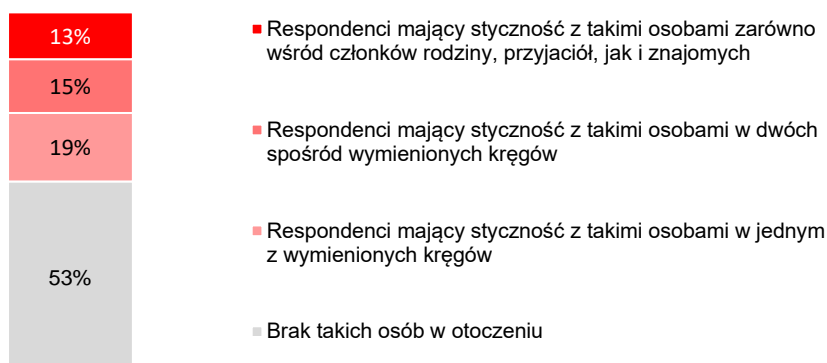 13%
Respondenci mający styczność z takimi osobami zarówno
wśród członków rodziny, przyjaciół, jak i znajomych
15%
Respondenci mający styczność z takimi osobami w dwóch
spośród wymienionych kręgów
19%
Respondenci mający styczność z takimi osobami w jednym
z wymienionych kręgów
53%
Brak takich osób w otoczeniu